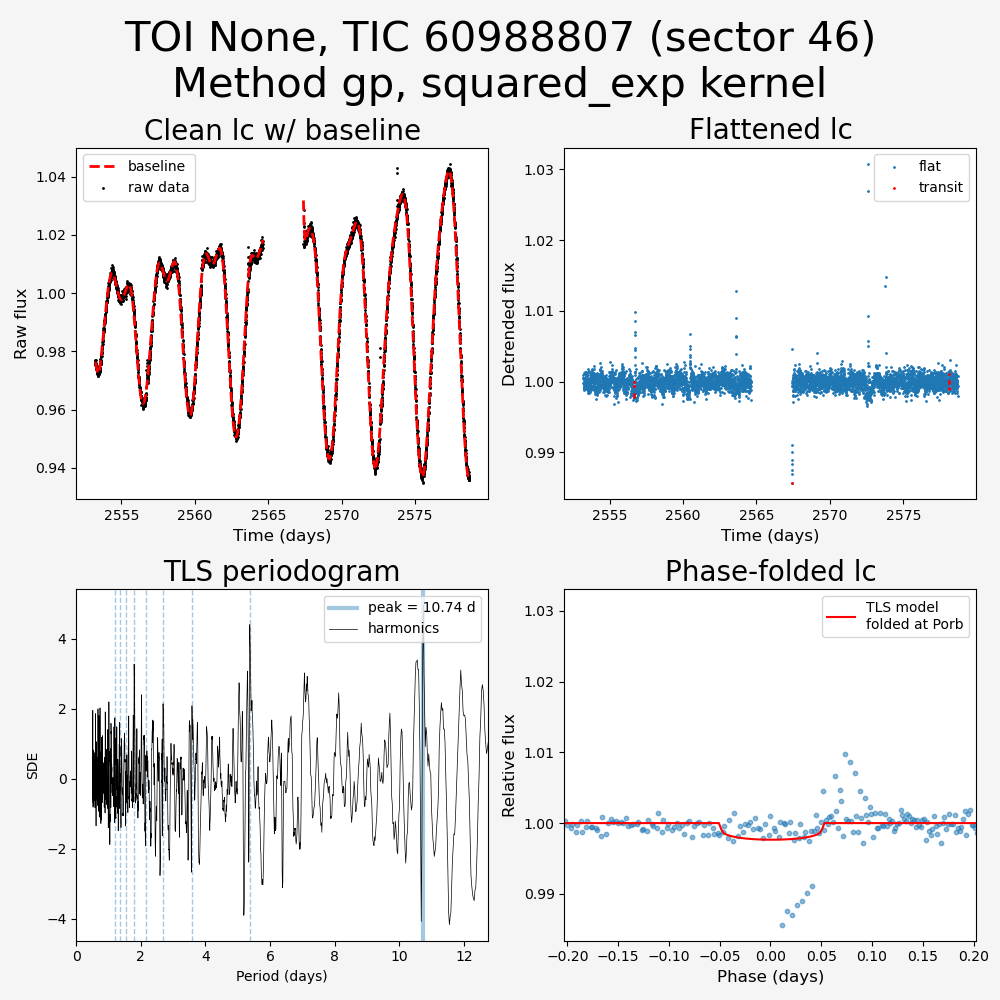 TOI None, TIC 60988807 (sector 46)
Method gp, squared_exp kernel
Clean lc w/ baseline
baseline
raw data
1.04
1.02
1.00
0.98
0.96
0.94
Raw flux
2555
2560
2565
2570
2575
Time (days)
Flattened lc
flat
transit
1.03
1.02
1.01
1.00
0.99
Detrended flux
2555
2560
2565
2570
2575
Time (days)
TLS periodogram
peak = 10.74 d
harmonics
4
2
0
−2
−4
SDE
0
2
4
6
8
10
12
Period (days)
Phase-folded lc
TLS model
folded at Porb
1.03
1.02
1.01
1.00
0.99
Relative flux
−0.20
−0.15
−0.10
−0.05
0.00
0.05
0.10
0.15
0.20
Phase (days)